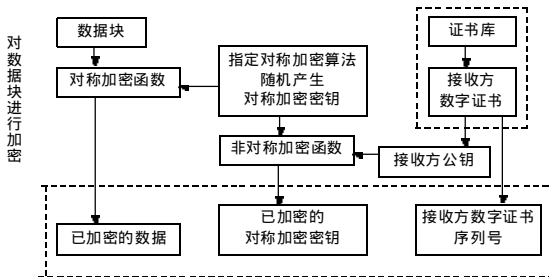 对数据块进行加密
数据块
对称加密函数
指定对称加密算法
随机产生
对称加密密钥
证书库
接收方
数字证书
非对称加密函数
接收方公钥
已加密的数据
已加密的
对称加密密钥
接收方数字证书
序列号